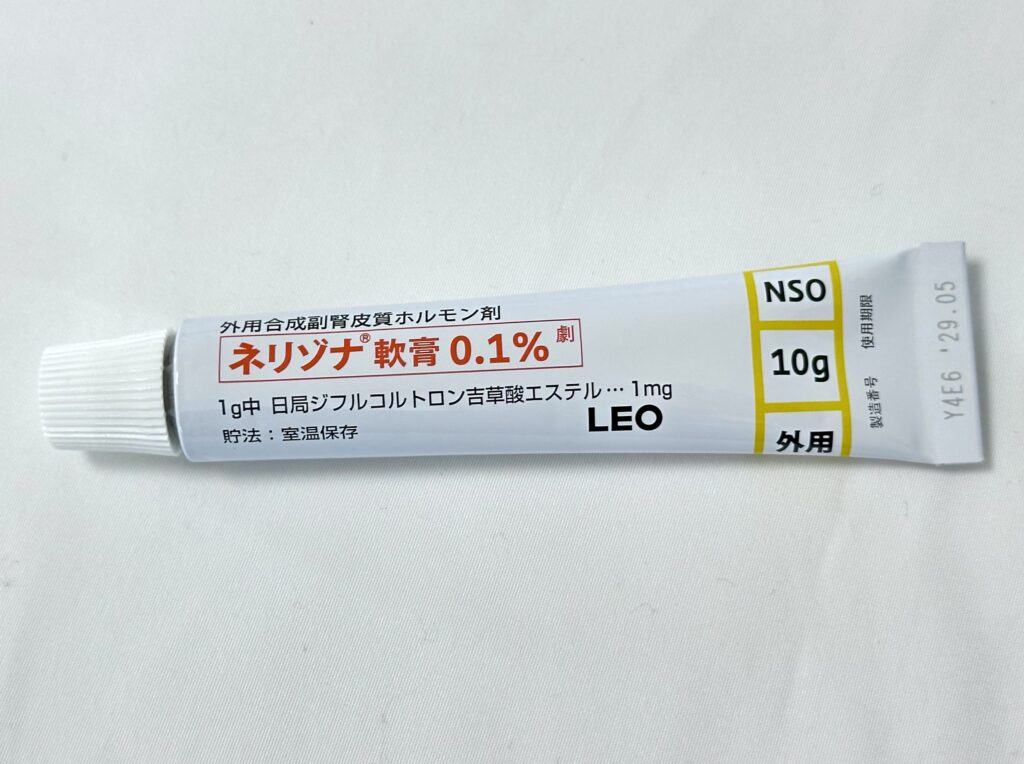 外用合成副腎皮質ホルモン剤
ネリゾナ® 軟膏 0.1% 劇
1g中 日局ジフルコルトロン吉草酸エステル… 1mg
貯法：室温保存
LEO
NSO
10g
外用
製造番号 使用期限
Y4E6 '29.05